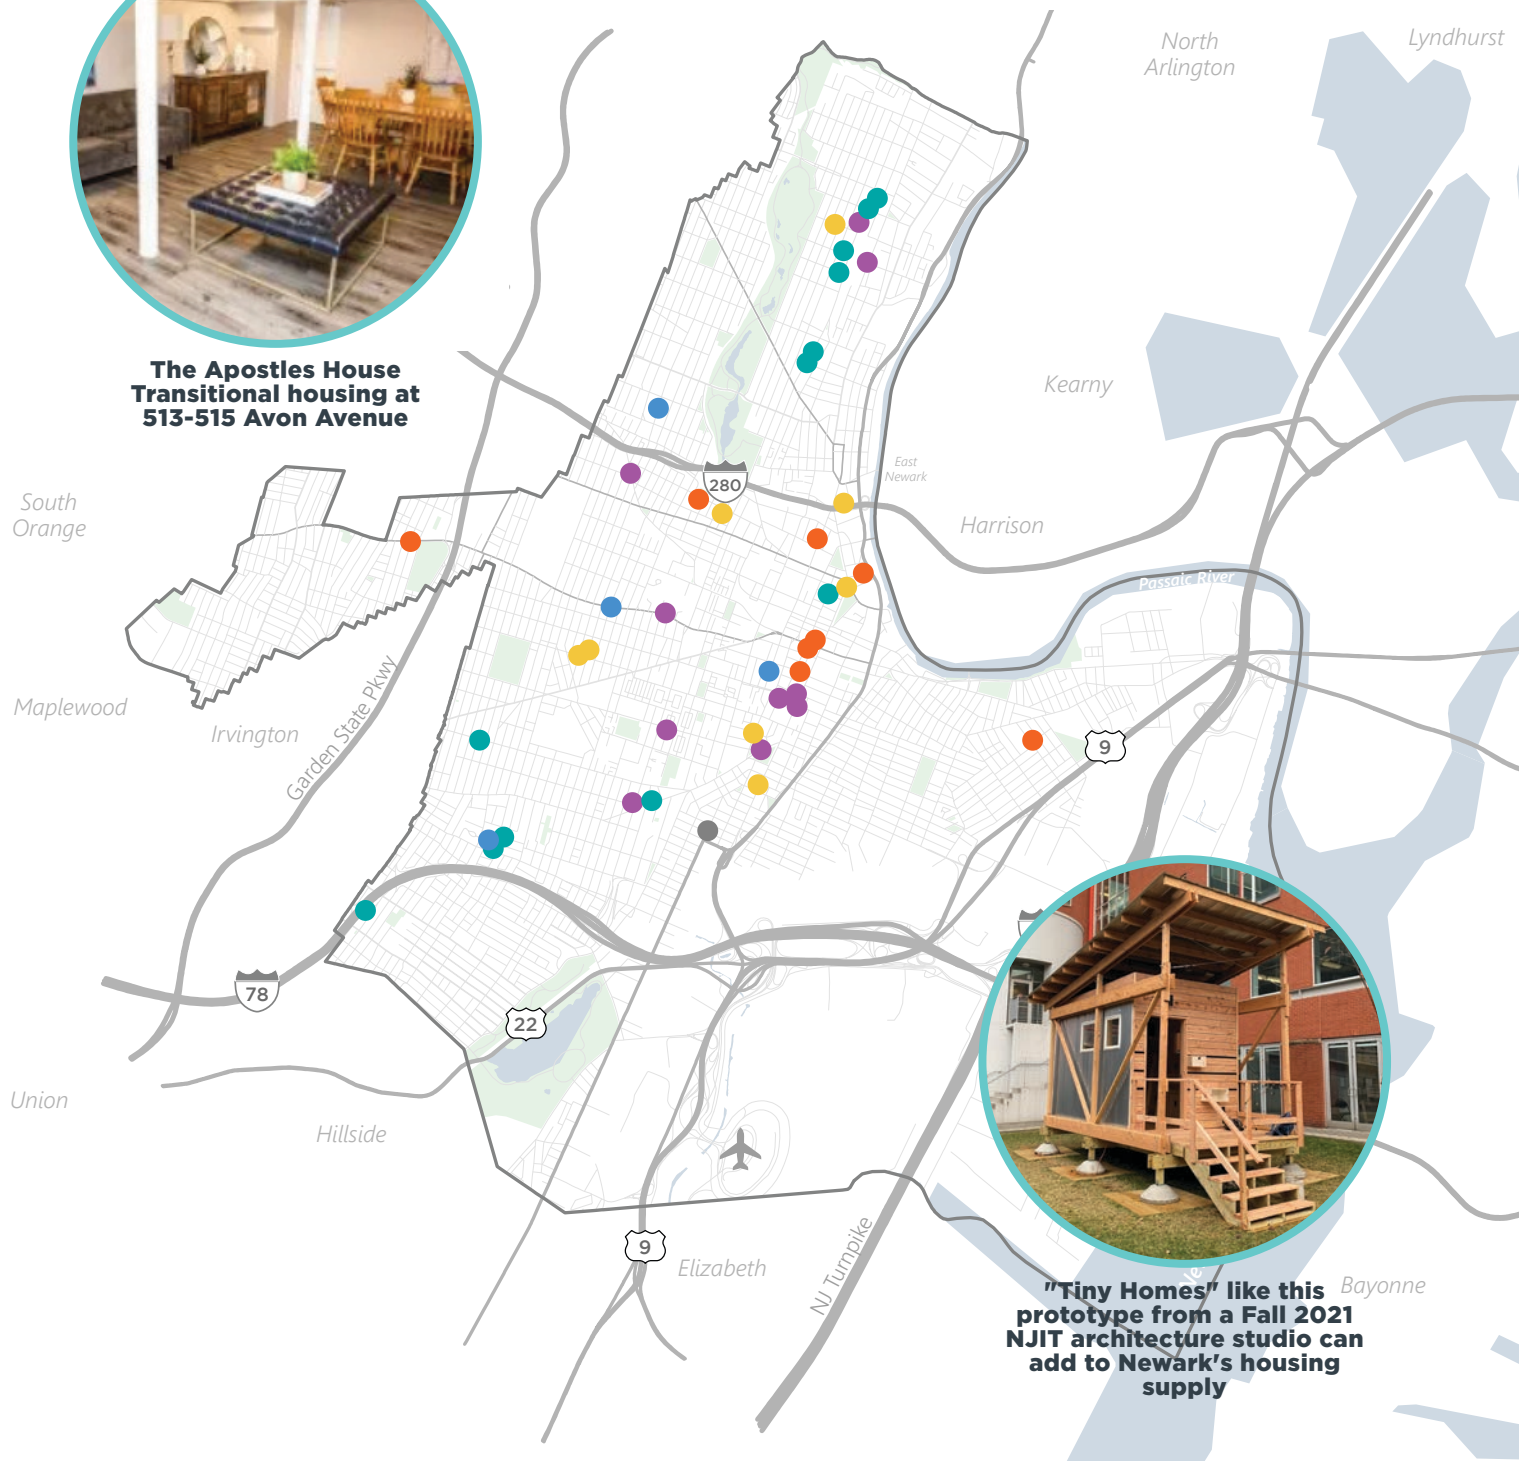 North
Arlington
Lyndhurst
The Apostles House
Transitional housing at
513-515 Avon Avenue
Kearny
East
Newark
280
South
Orange
Harrison
Passaic River
Maplewood
Irvington
Garden State Pkwy
9
78
22
Union
Hillside
9
Elizabeth
NJ Turnpike
Bayonne
"Tiny Homes" like this
prototype from a Fall 2021
NJIT architecture studio can
add to Newark's housing
supply